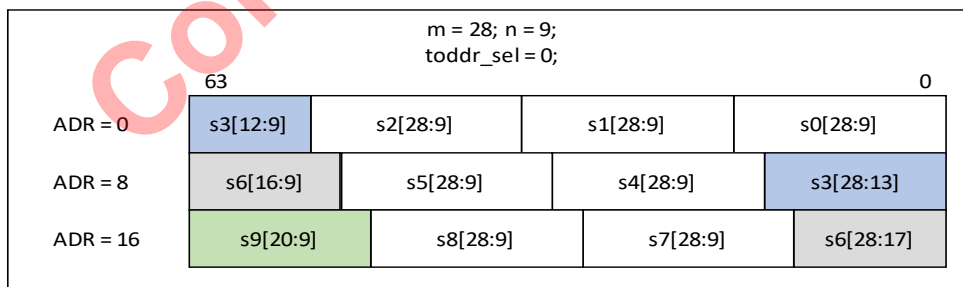 m = 28; n = 9;
toddr_sel = 0;
63 0
ADR = 0 s3[12:9] s2[28:9] s1[28:9] s0[28:9]
ADR = 8 s6[16:9] s5[28:9] s4[28:9] s3[28:13]
ADR = 16 s9[20:9] s8[28:9] s7[28:9] s6[28:17]
Co